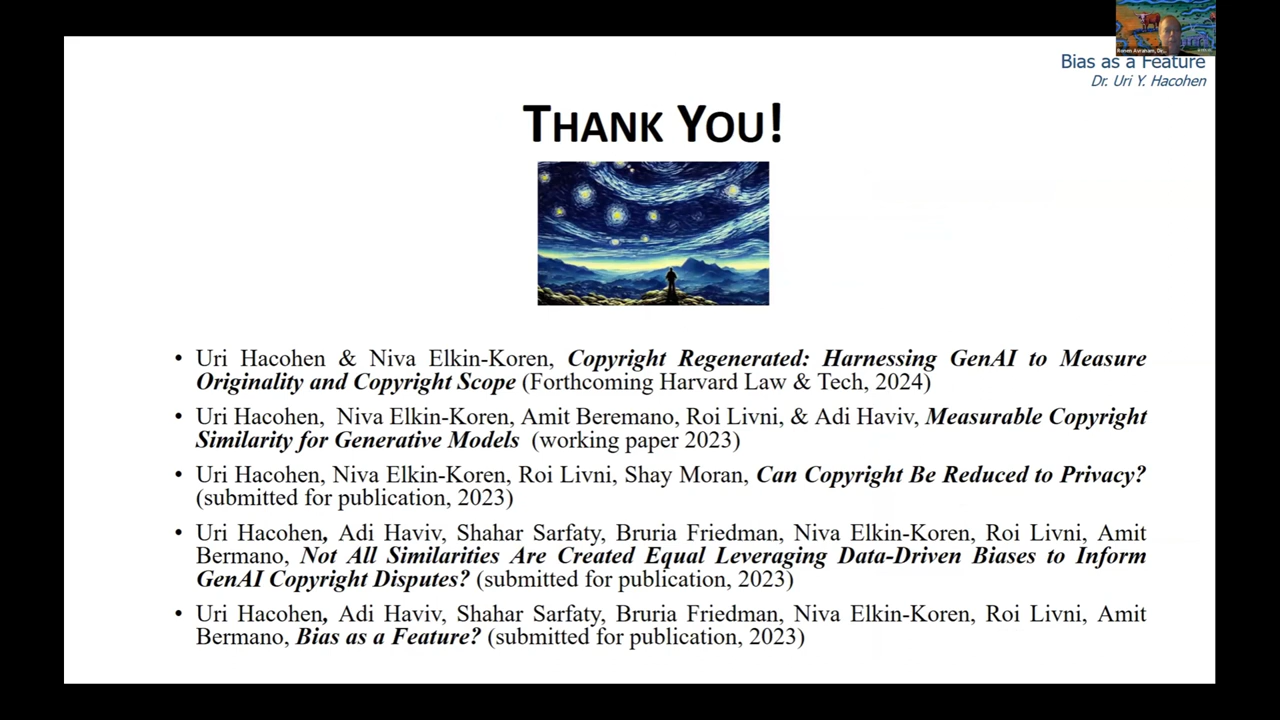 Ronen Avraham, Dir...
Bias as a Feature
Dr. Uri Y. Hacohen
THANK YOU!
• Uri Hacohen & Niva Elkin-Koren, Copyright Regenerated: Harnessing GenAI to Measure
Originality and Copyright Scope (Forthcoming Harvard Law & Tech, 2024)
• Uri Hacohen, Niva Elkin-Koren, Amit Beremano, Roi Livni, & Adi Haviv, Measurable Copyright
Similarity for Generative Models (working paper 2023)
• Uri Hacohen, Niva Elkin-Koren, Roi Livni, Shay Moran, Can Copyright Be Reduced to Privacy?
(submitted for publication, 2023)
• Uri Hacohen, Adi Haviv, Shahar Sarfaty, Bruria Friedman, Niva Elkin-Koren, Roi Livni, Amit
Bermano, Not All Similarities Are Created Equal Leveraging Data-Driven Biases to Inform
GenAI Copyright Disputes? (submitted for publication, 2023)
• Uri Hacohen, Adi Haviv, Shahar Sarfaty, Bruria Friedman, Niva Elkin-Koren, Roi Livni, Amit
Bermano, Bias as a Feature? (submitted for publication, 2023)